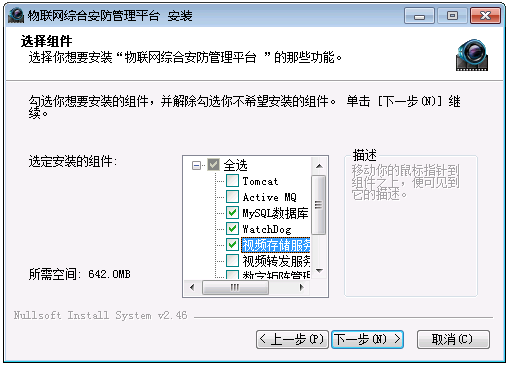 物联网综合安防管理平台 安装
选择组件
选择你想要安装“物联网综合安防管理平台 ”的那些功能。
勾选你想要安装的组件，并解除勾选你不希望安装的组件。 单击 [下一步(N)] 继
续。
选定安装的组件:
全选
Tomcat
Active MQ
MySQL数据库
WatchDog
视频存储服务
视频转发服务
数字矩阵管理
描述
移动你的鼠标指针到
组件之上，便可见到
它的描述。
所需空间: 642.0MB
Nullsoft Install System v2.46
< 上一步(P)
下一步(N) >
取消(C)